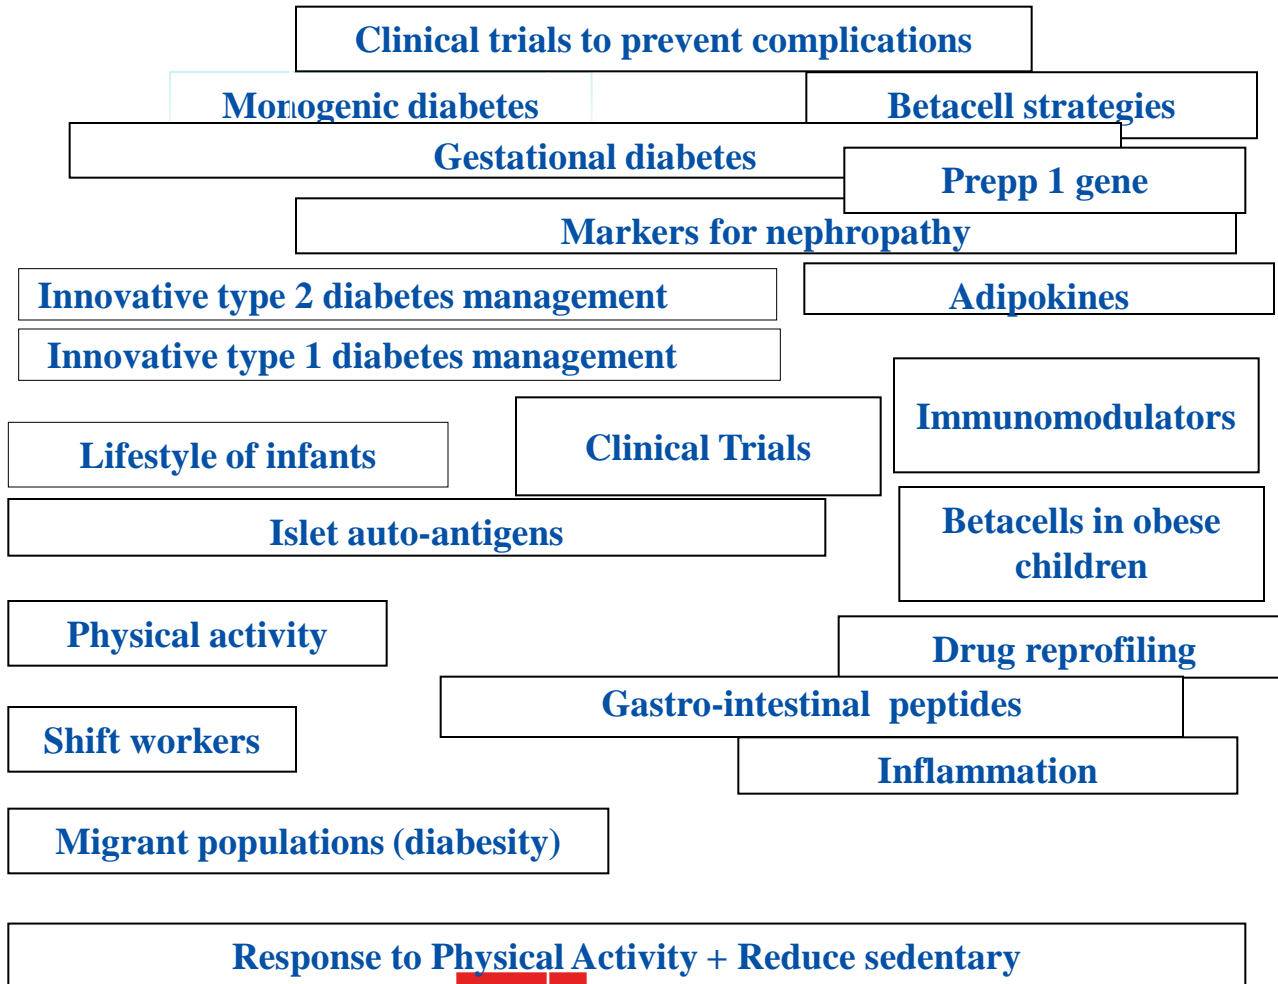 Clinical trials to prevent complications
Monogenic diabetes
Betacell strategies
Gestational diabetes
Prepp 1 gene
Markers for nephropathy
Innovative type 2 diabetes management
Adipokines
Innovative type 1 diabetes management
Immunomodulators
Clinical Trials
Lifestyle of infants
Betacells in obese
children
Islet auto-antigens
Physical activity
Drug reprofiling
Gastro-intestinal peptides
Shift workers
Inflammation
Migrant populations (diabesity)
Response to Physical Activity + Reduce sedentary